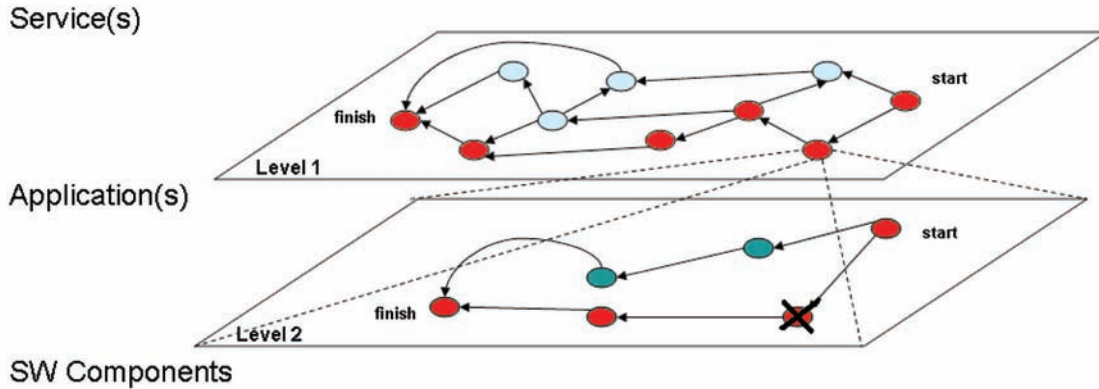 Service(s)
start
finish
Level 1
Application(s)
start
finish
Level 2
SW Components